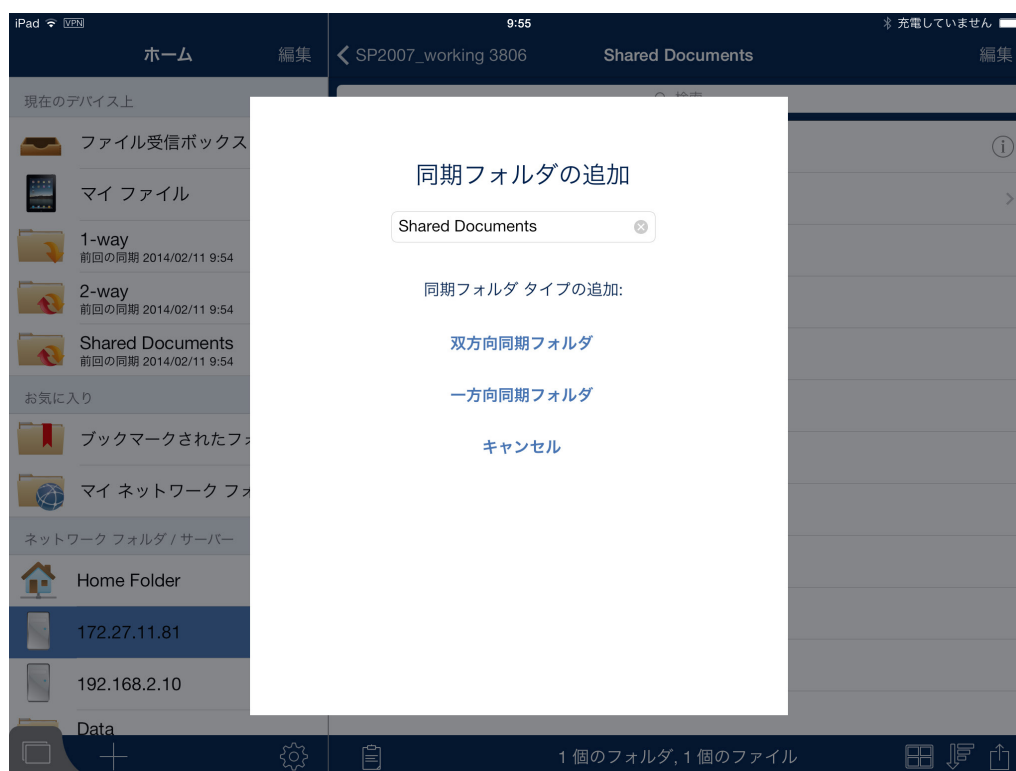 iPad VPN 9:55 充電していません
ホーム 編集 SP2007_working 3806 Shared Documents 編集
現在のデバイス上
ファイル受信ボックス
マイ ファイル
1-way
前回の同期 2014/02/11 9:54
2-way
前回の同期 2014/02/11 9:54
Shared Documents
前回の同期 2014/02/11 9:54
お気に入り
ブックマークされたフォ
マイ ネットワーク フォ
ネットワーク フォルダ / サーバー
Home Folder
172.27.11.81
192.168.2.10
Data
検索
同期フォルダの追加
Shared Documents
同期フォルダ タイプの追加:
双方向同期フォルダ
一方向同期フォルダ
キャンセル
1 個のフォルダ, 1 個のファイル